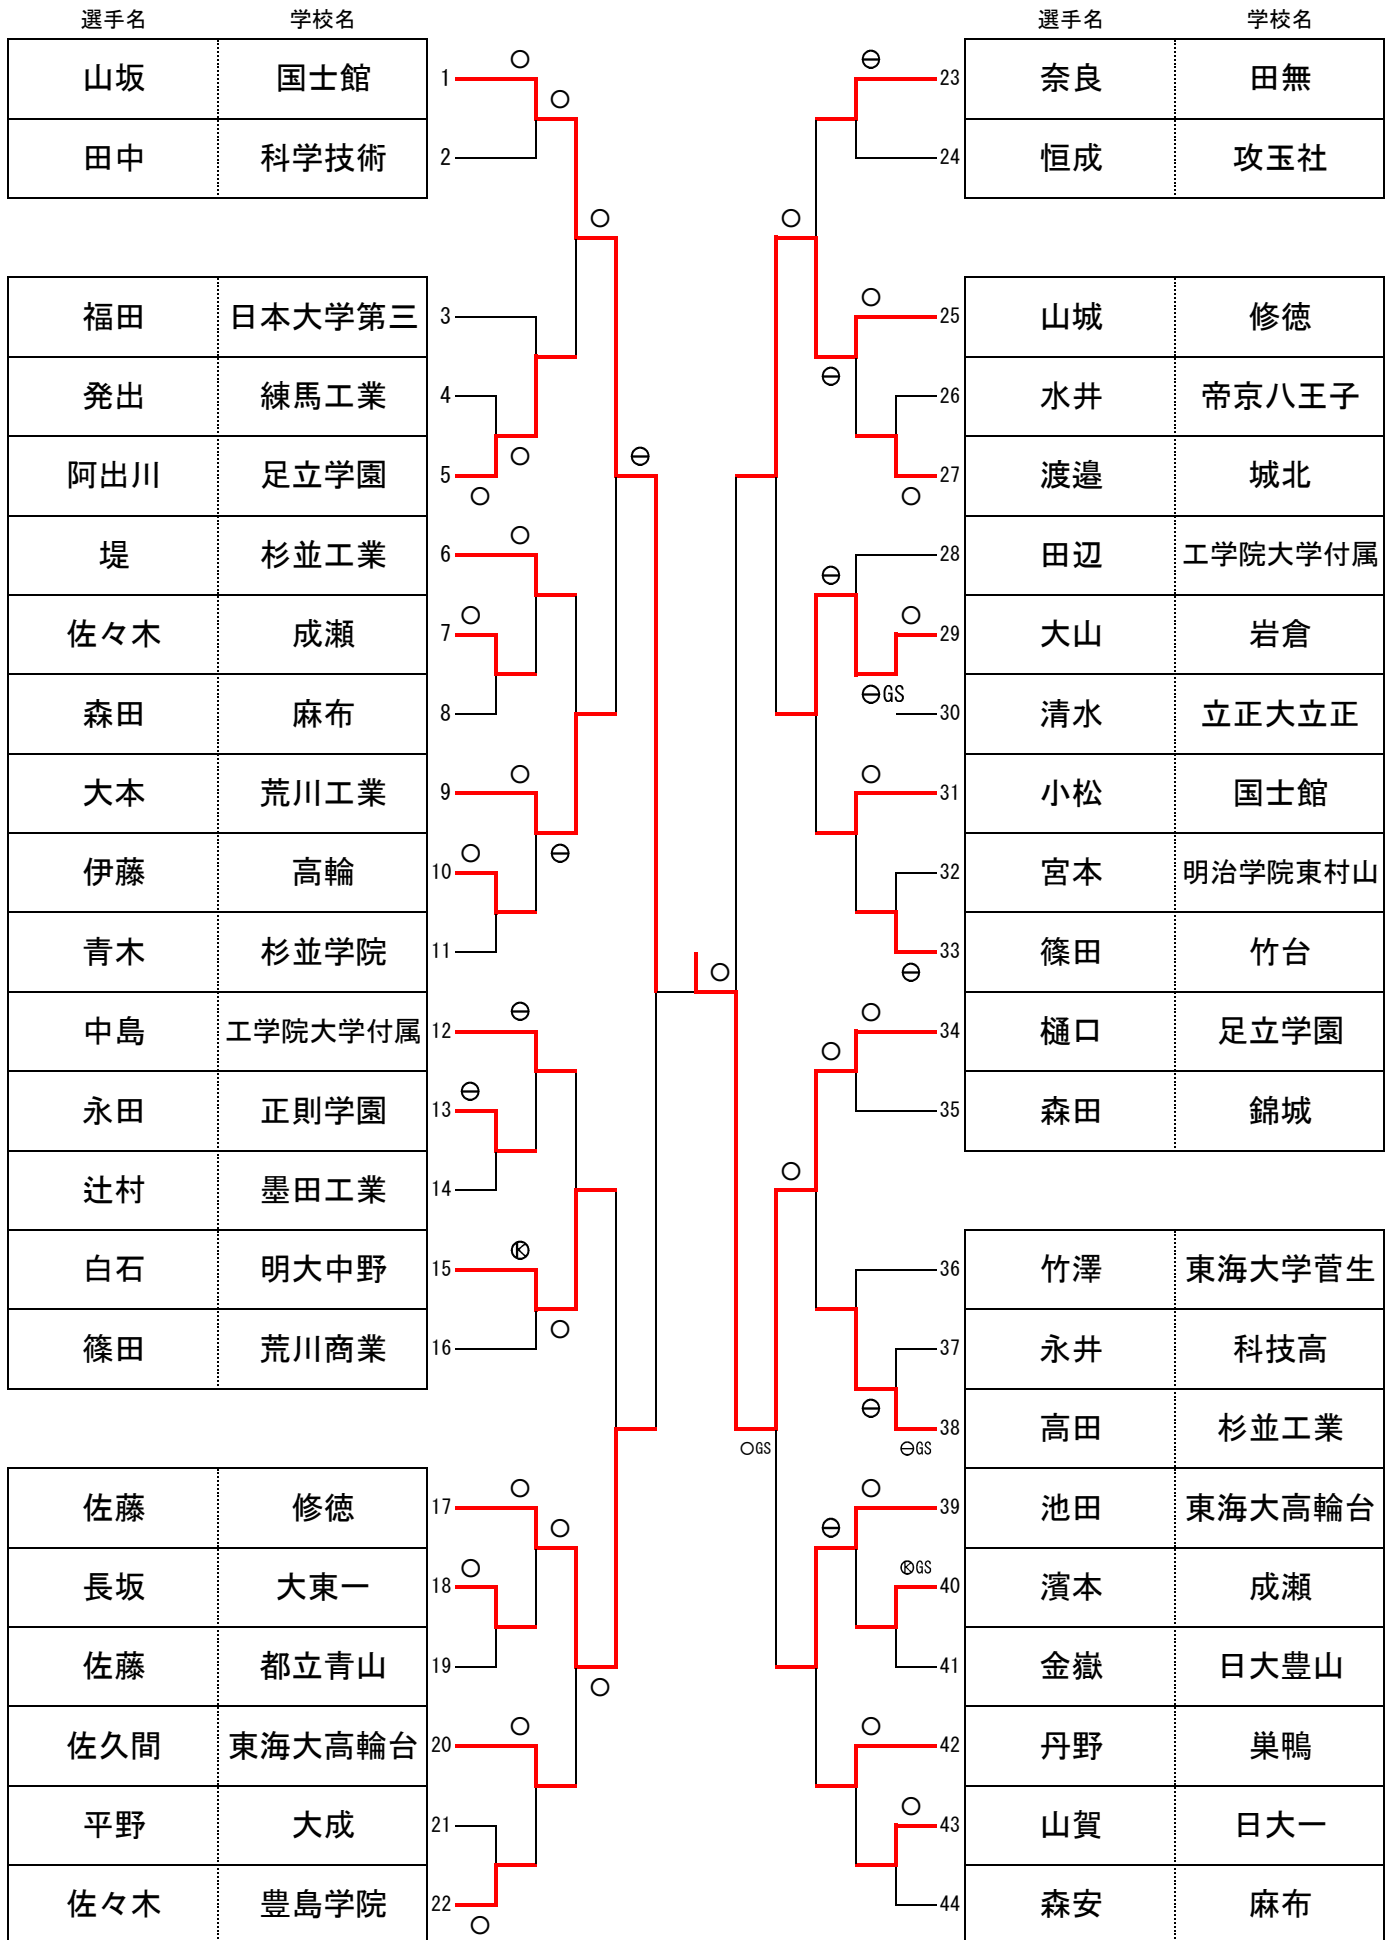 選手名 学校名 選手名 学校名
山坂 国士館 1 ○ ⊖ 23 奈良 田無
○
田中 科学技術 2 24 恒成 攻玉社
○ ○
福田 日本大学第三 3 ○ 25 山城 修徳
発出 練馬工業 4 ⊖ 26 水井 帝京八王子
○ ⊖
阿出川 足立学園 5 27 渡邉 城北
○ ○
堤 杉並工業 6 ○ ⊖ 28 田辺 工学院大学付属
佐々木 成瀬 7 ○ ○ 29 大山 岩倉
⊖GS
森田 麻布 8 30 清水 立正大立正
大本 荒川工業 9 ○ ○ 31 小松 国士館
伊藤 高輪 10 ○ ⊖ 32 宮本 明治学院東村山
青木 杉並学院 11 33 篠田 竹台
○ ⊖
中島 工学院大学付属 12 ⊖ ○ 34 樋口 足立学園
○
永田 正則学園 13 ⊖ 35 森田 錦城
辻村 墨田工業 14 ○
白石 明大中野 15 Ⓚ 36 竹澤 東海大学菅生
篠田 荒川商業 16 ○ 37 永井 科技高
⊖
38 高田 杉並工業
○GS ⊖GS
佐藤 修徳 17 ○ ○ 39 池田 東海大高輪台
○ ⊖
長坂 大東一 18 ○ ⓀGS 40 濱本 成瀬
佐藤 都立青山 19 41 金嶽 日大豊山
○
佐久間 東海大高輪台 20 ○ ○ 42 丹野 巣鴨
平野 大成 21 ○ 43 山賀 日大一
佐々木 豊島学院 22 44 森安 麻布
○